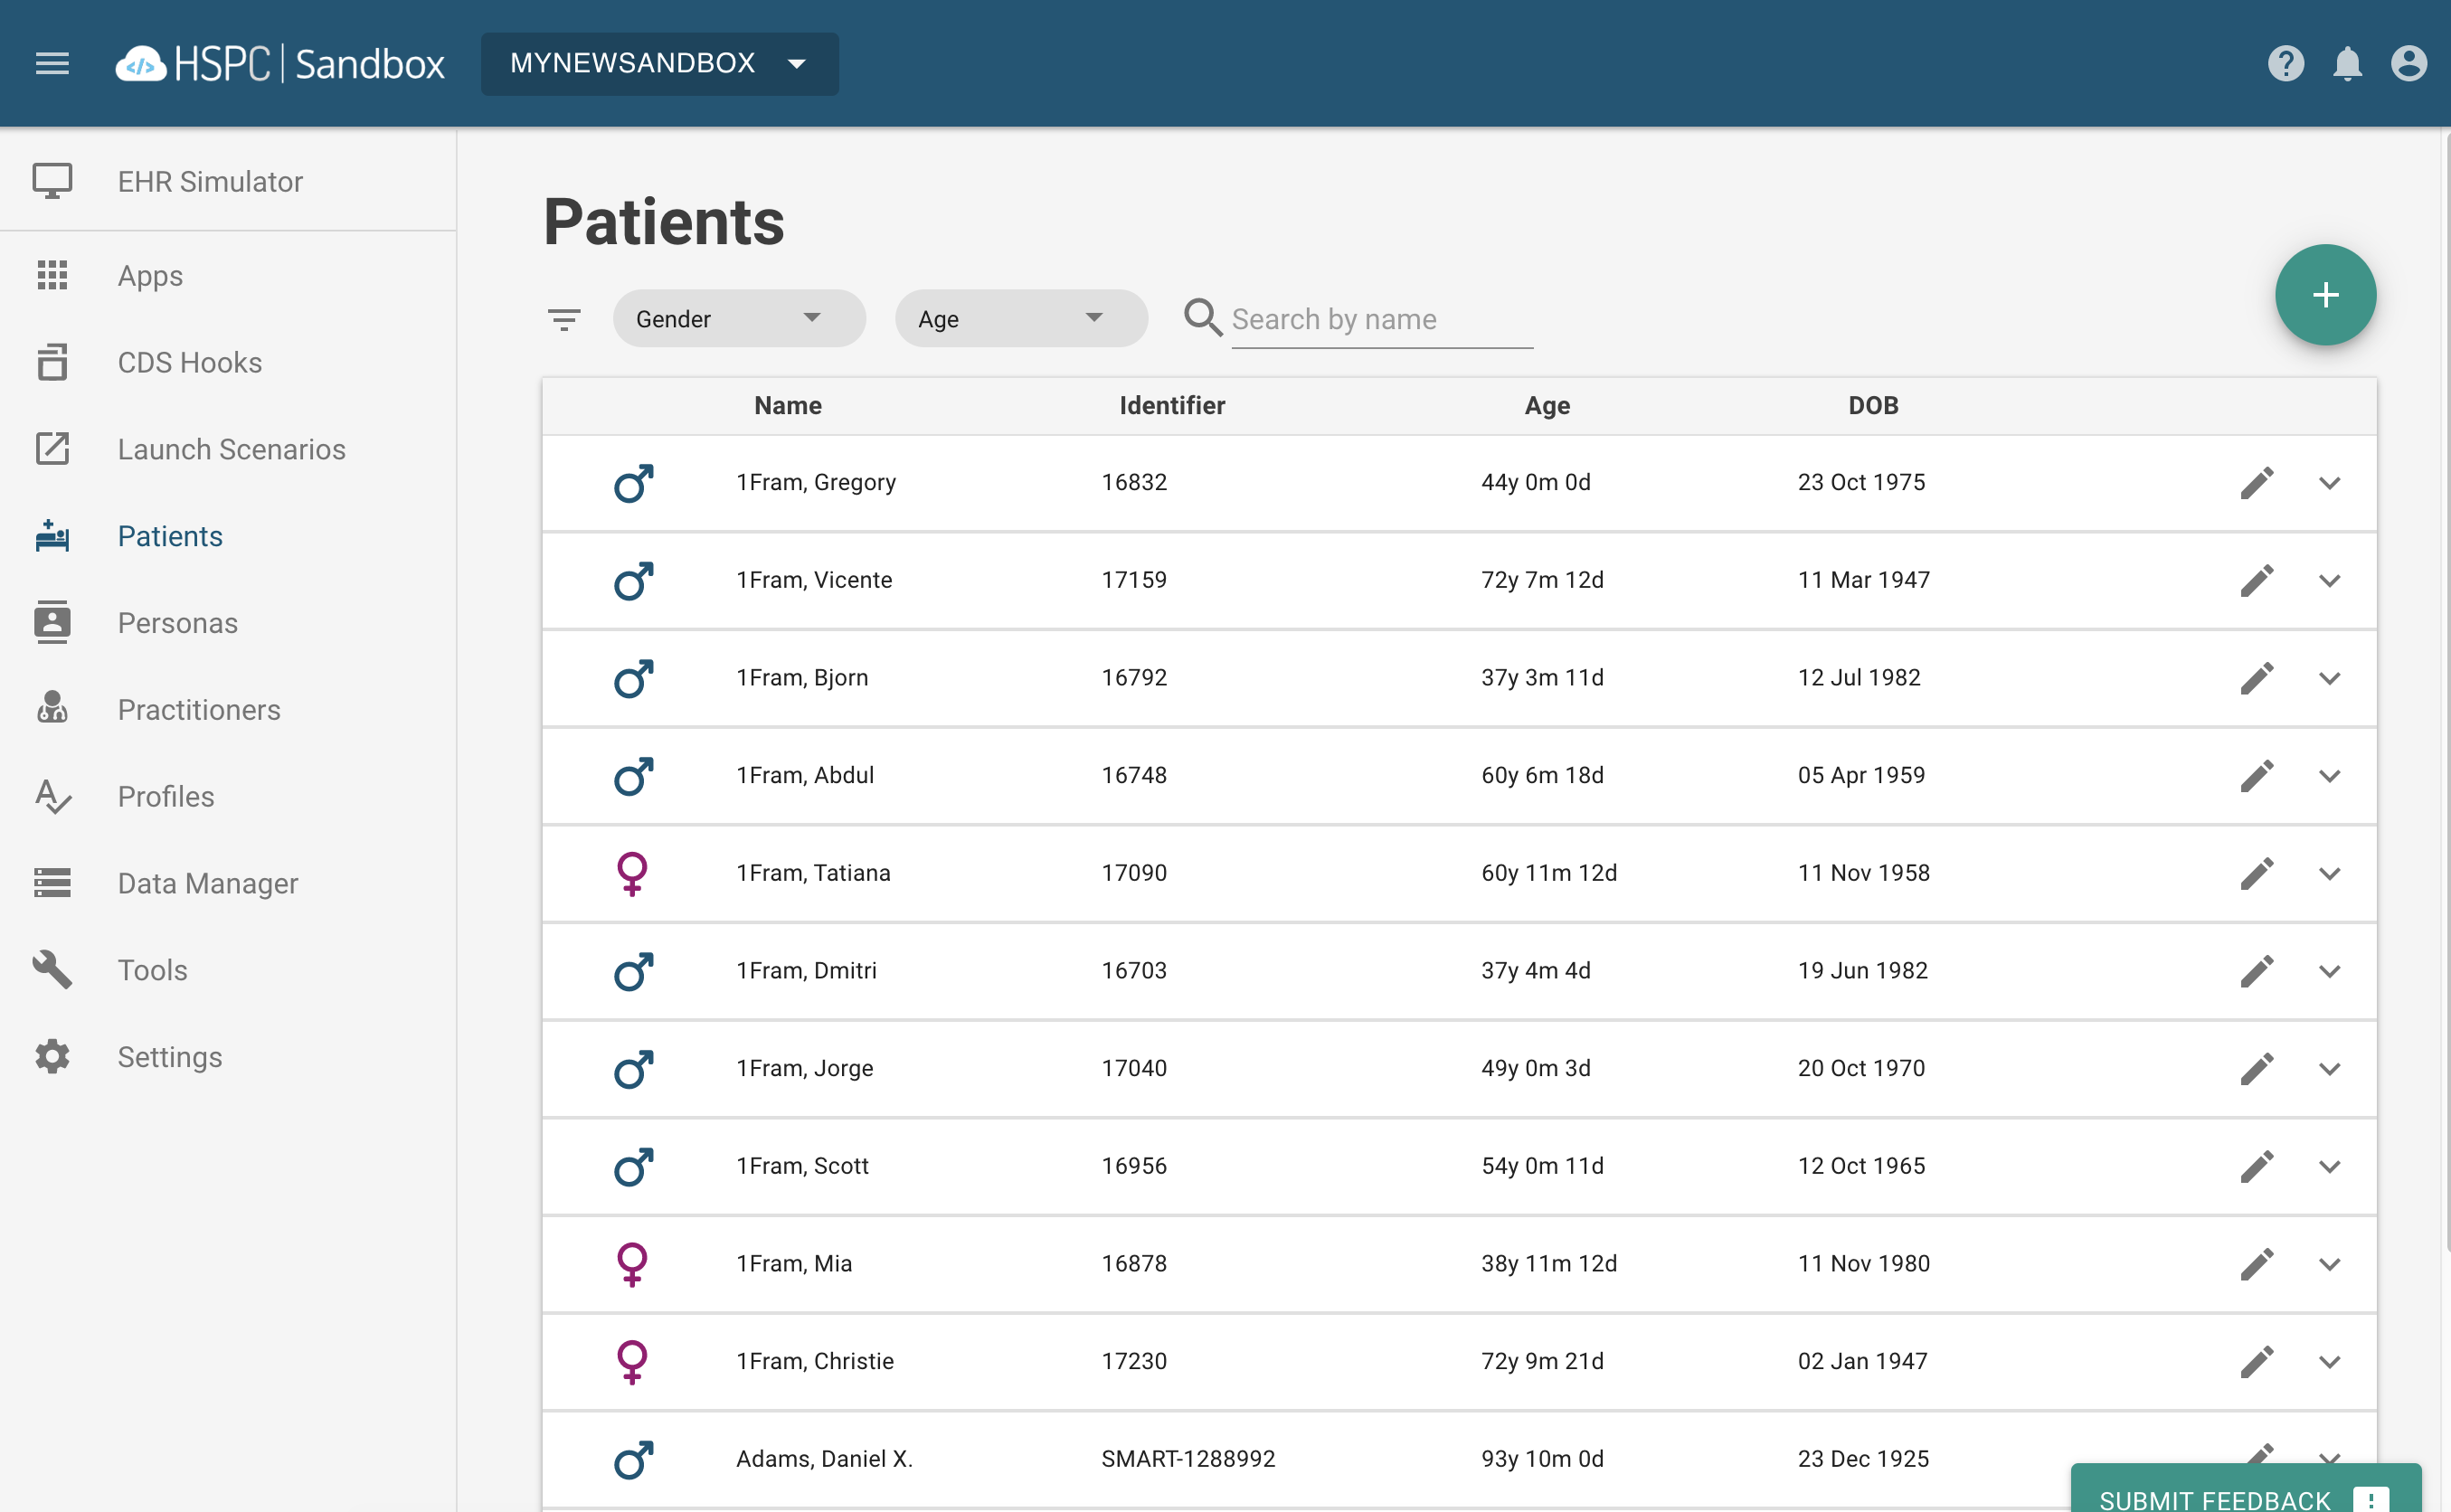 HSPC | Sandbox MYNEWSANDBOX
EHR Simulator
Apps
CDS Hooks
Launch Scenarios
Patients
Personas
Practitioners
Profiles
Data Manager
Tools
Settings
Patients
Gender Age Search by name
Name Identifier Age DOB
1Fram, Gregory 16832 44y 0m 0d 23 Oct 1975
1Fram, Vicente 17159 72y 7m 12d 11 Mar 1947
1Fram, Bjorn 16792 37y 3m 11d 12 Jul 1982
1Fram, Abdul 16748 60y 6m 18d 05 Apr 1959
1Fram, Tatiana 17090 60y 11m 12d 11 Nov 1958
1Fram, Dmitri 16703 37y 4m 4d 19 Jun 1982
1Fram, Jorge 17040 49y 0m 3d 20 Oct 1970
1Fram, Scott 16956 54y 0m 11d 12 Oct 1965
1Fram, Mia 16878 38y 11m 12d 11 Nov 1980
1Fram, Christie 17230 72y 9m 21d 02 Jan 1947
Adams, Daniel X. SMART-1288992 93y 10m 0d 23 Dec 1925
SUBMIT FEEDBACK